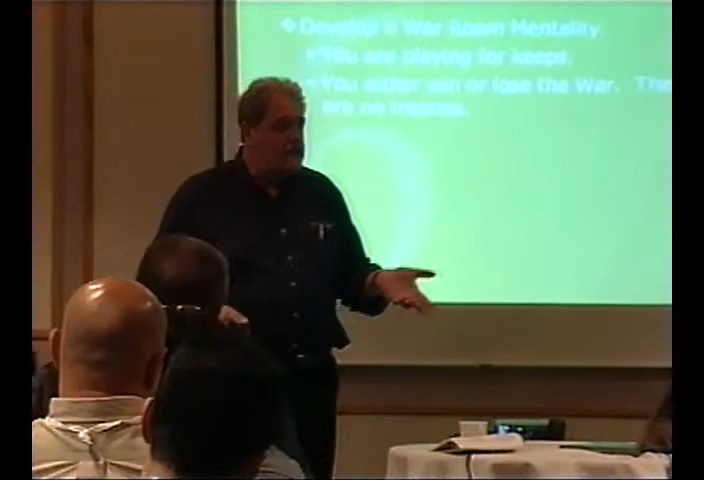 ❖Develop a War Room Mentality.
• You are playing for keeps.
• You either win or lose the War. The
are no treaties.